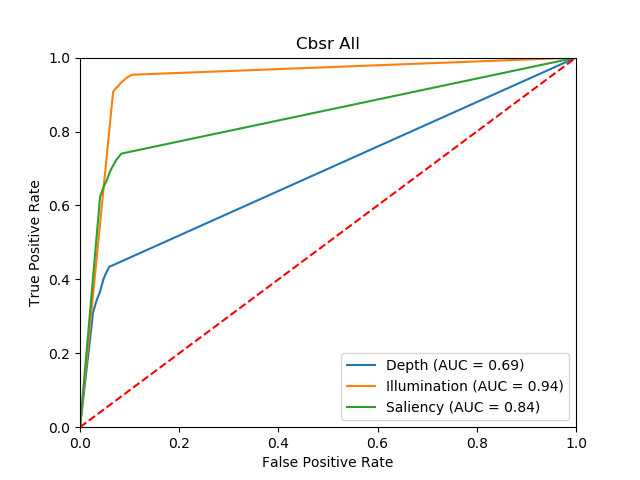 Cbsr All
True Positive Rate
1.0
0.8
0.6
0.4
0.2
0.0
Depth (AUC = 0.69)
Illumination (AUC = 0.94)
Saliency (AUC = 0.84)
0.0 0.2 0.4 0.6 0.8 1.0
False Positive Rate